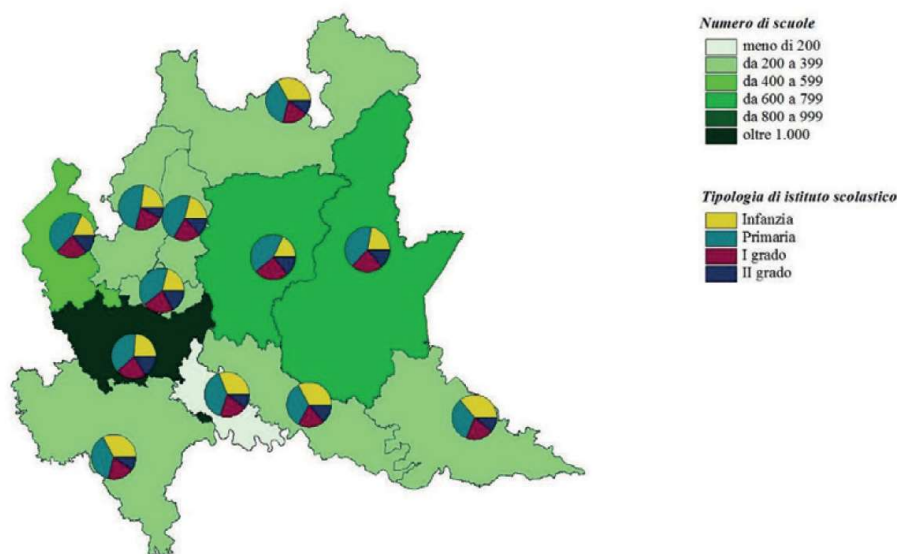 Numero di scuole
meno di 200
da 200 a 399
da 400 a 599
da 600 a 799
da 800 a 999
oltre 1.000
Tipologia di istituto scolastico
Infanzia
Primaria
I grado
II grado